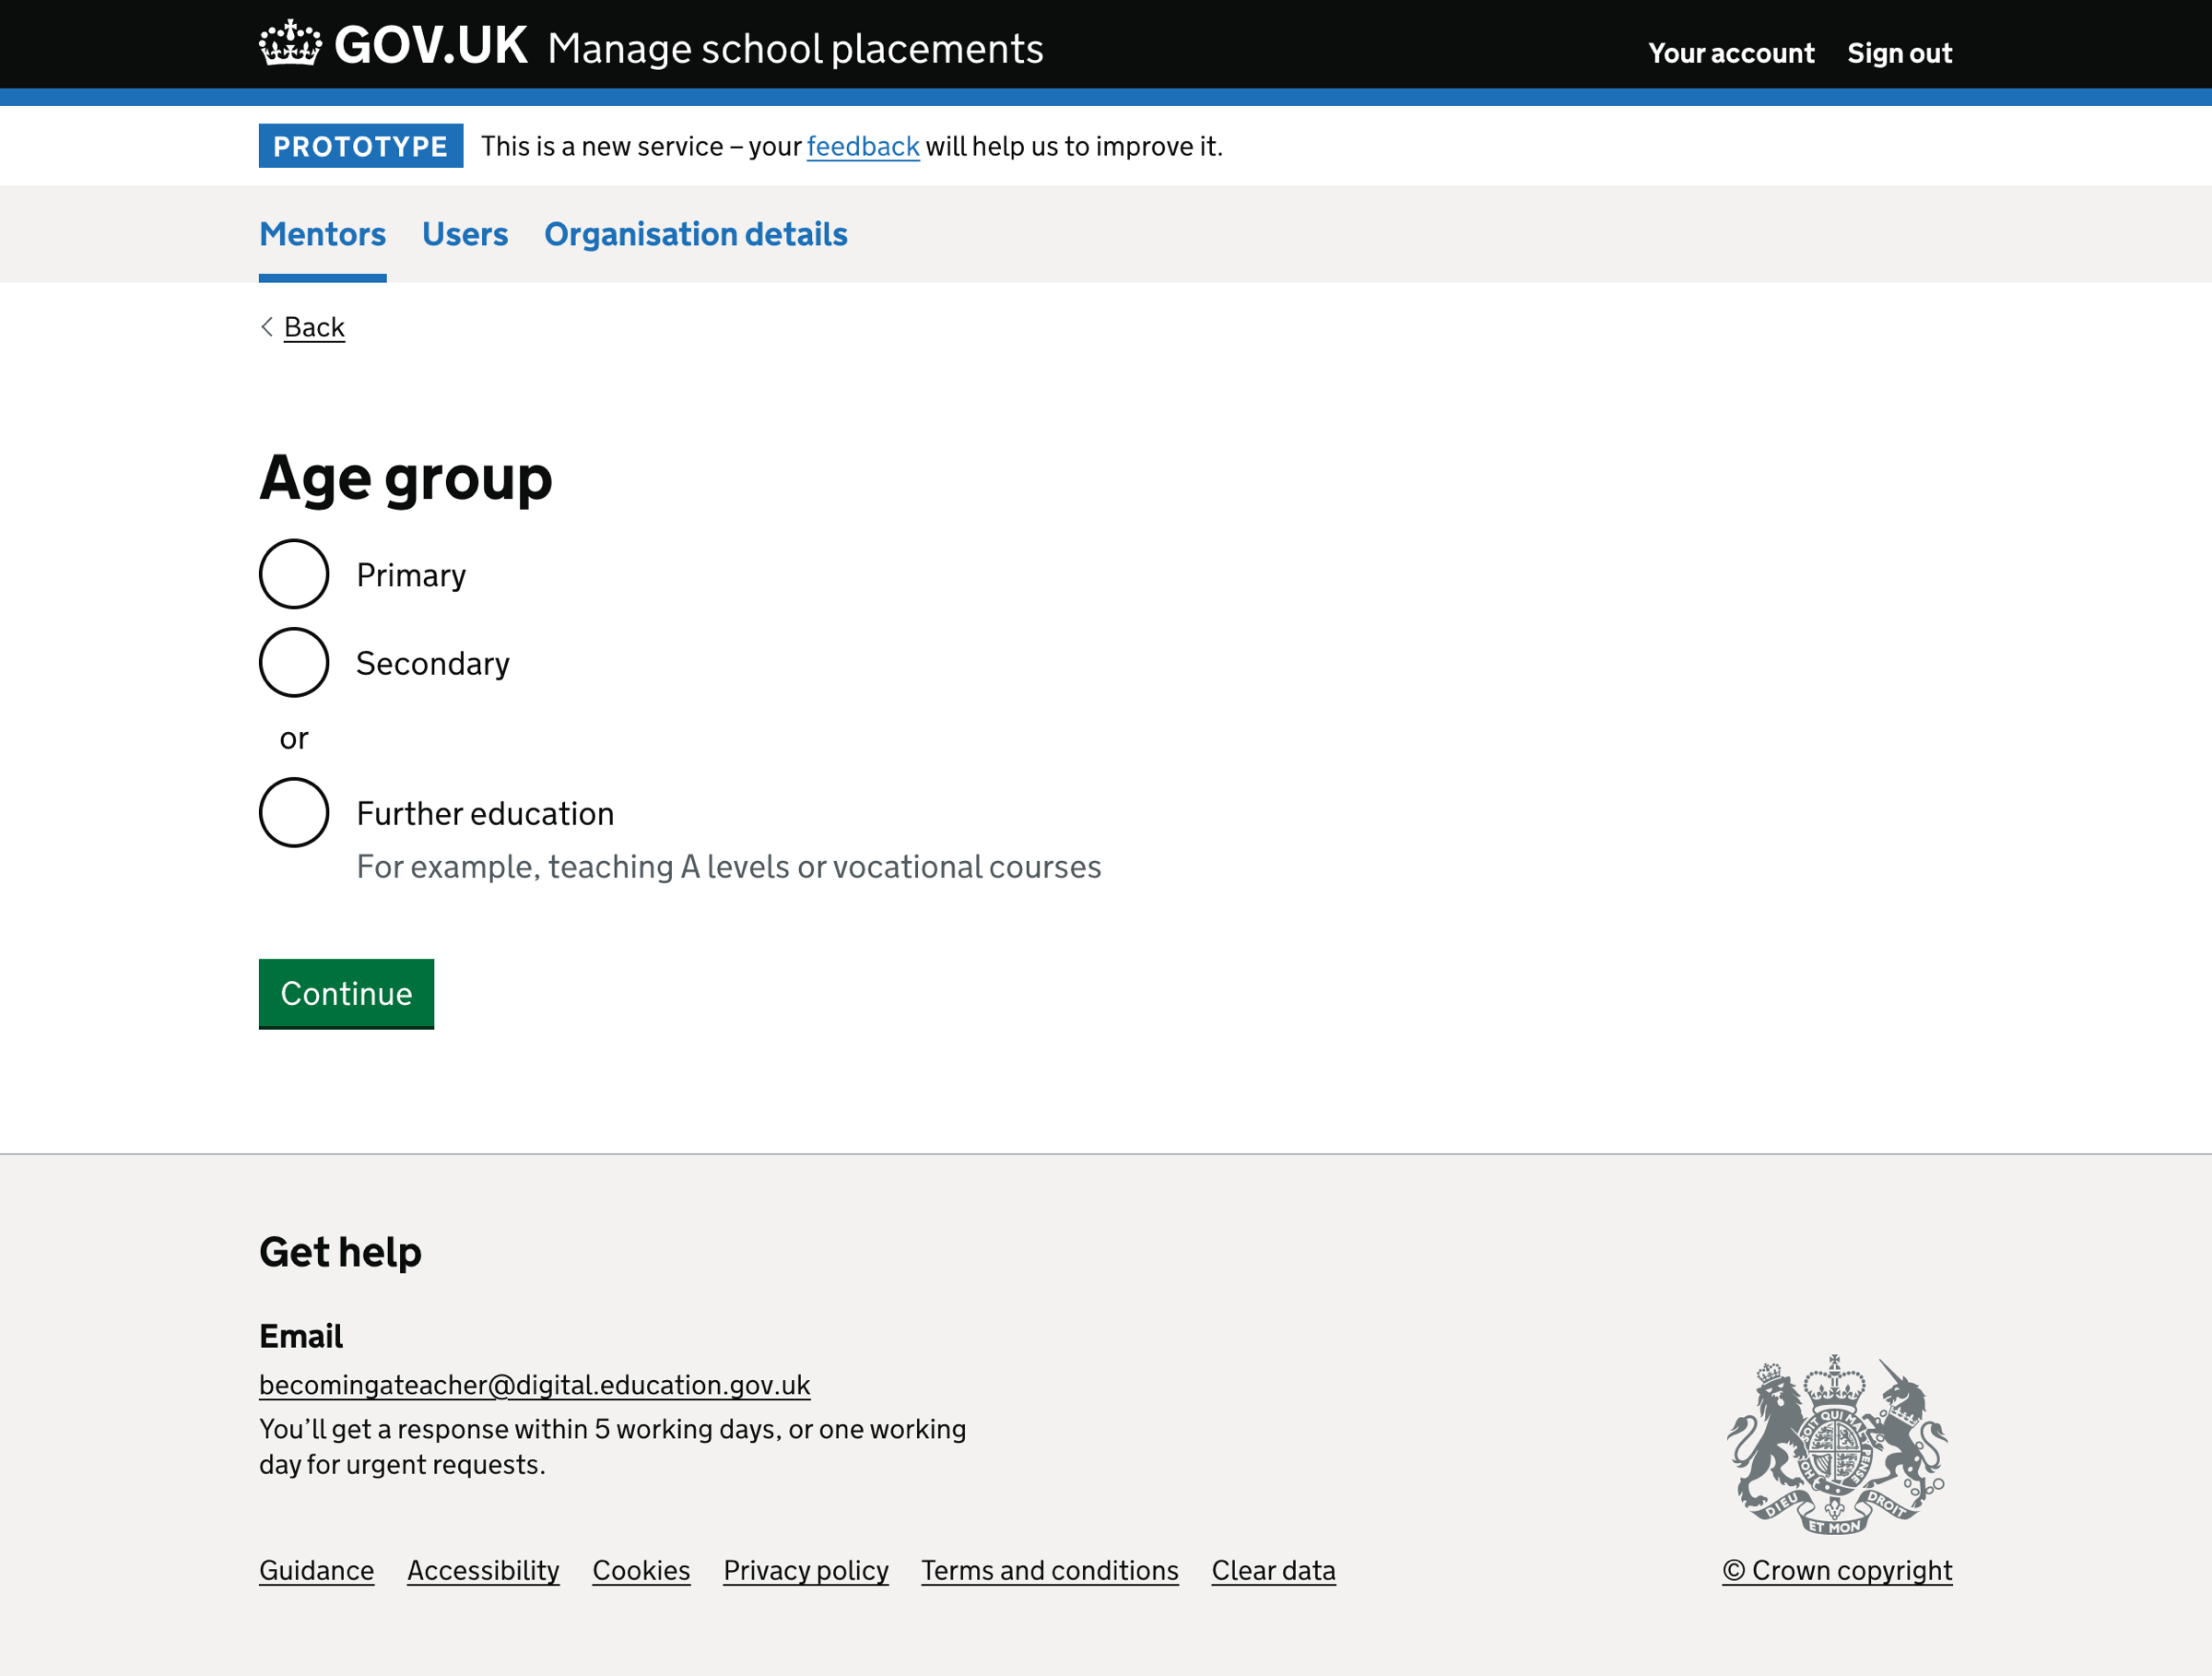 GOV.UK Manage school placements Your account Sign out
PROTOTYPE This is a new service – your feedback will help us to improve it.
Mentors Users Organisation details
Back
Age group
Primary
Secondary
or
Further education
For example, teaching A levels or vocational courses
Continue
Get help
Email
becomingateacher@digital.education.gov.uk
You’ll get a response within 5 working days, or one working
day for urgent requests.
DIEU ET MON DROIT
Guidance Accessibility Cookies Privacy policy Terms and conditions Clear data © Crown copyright